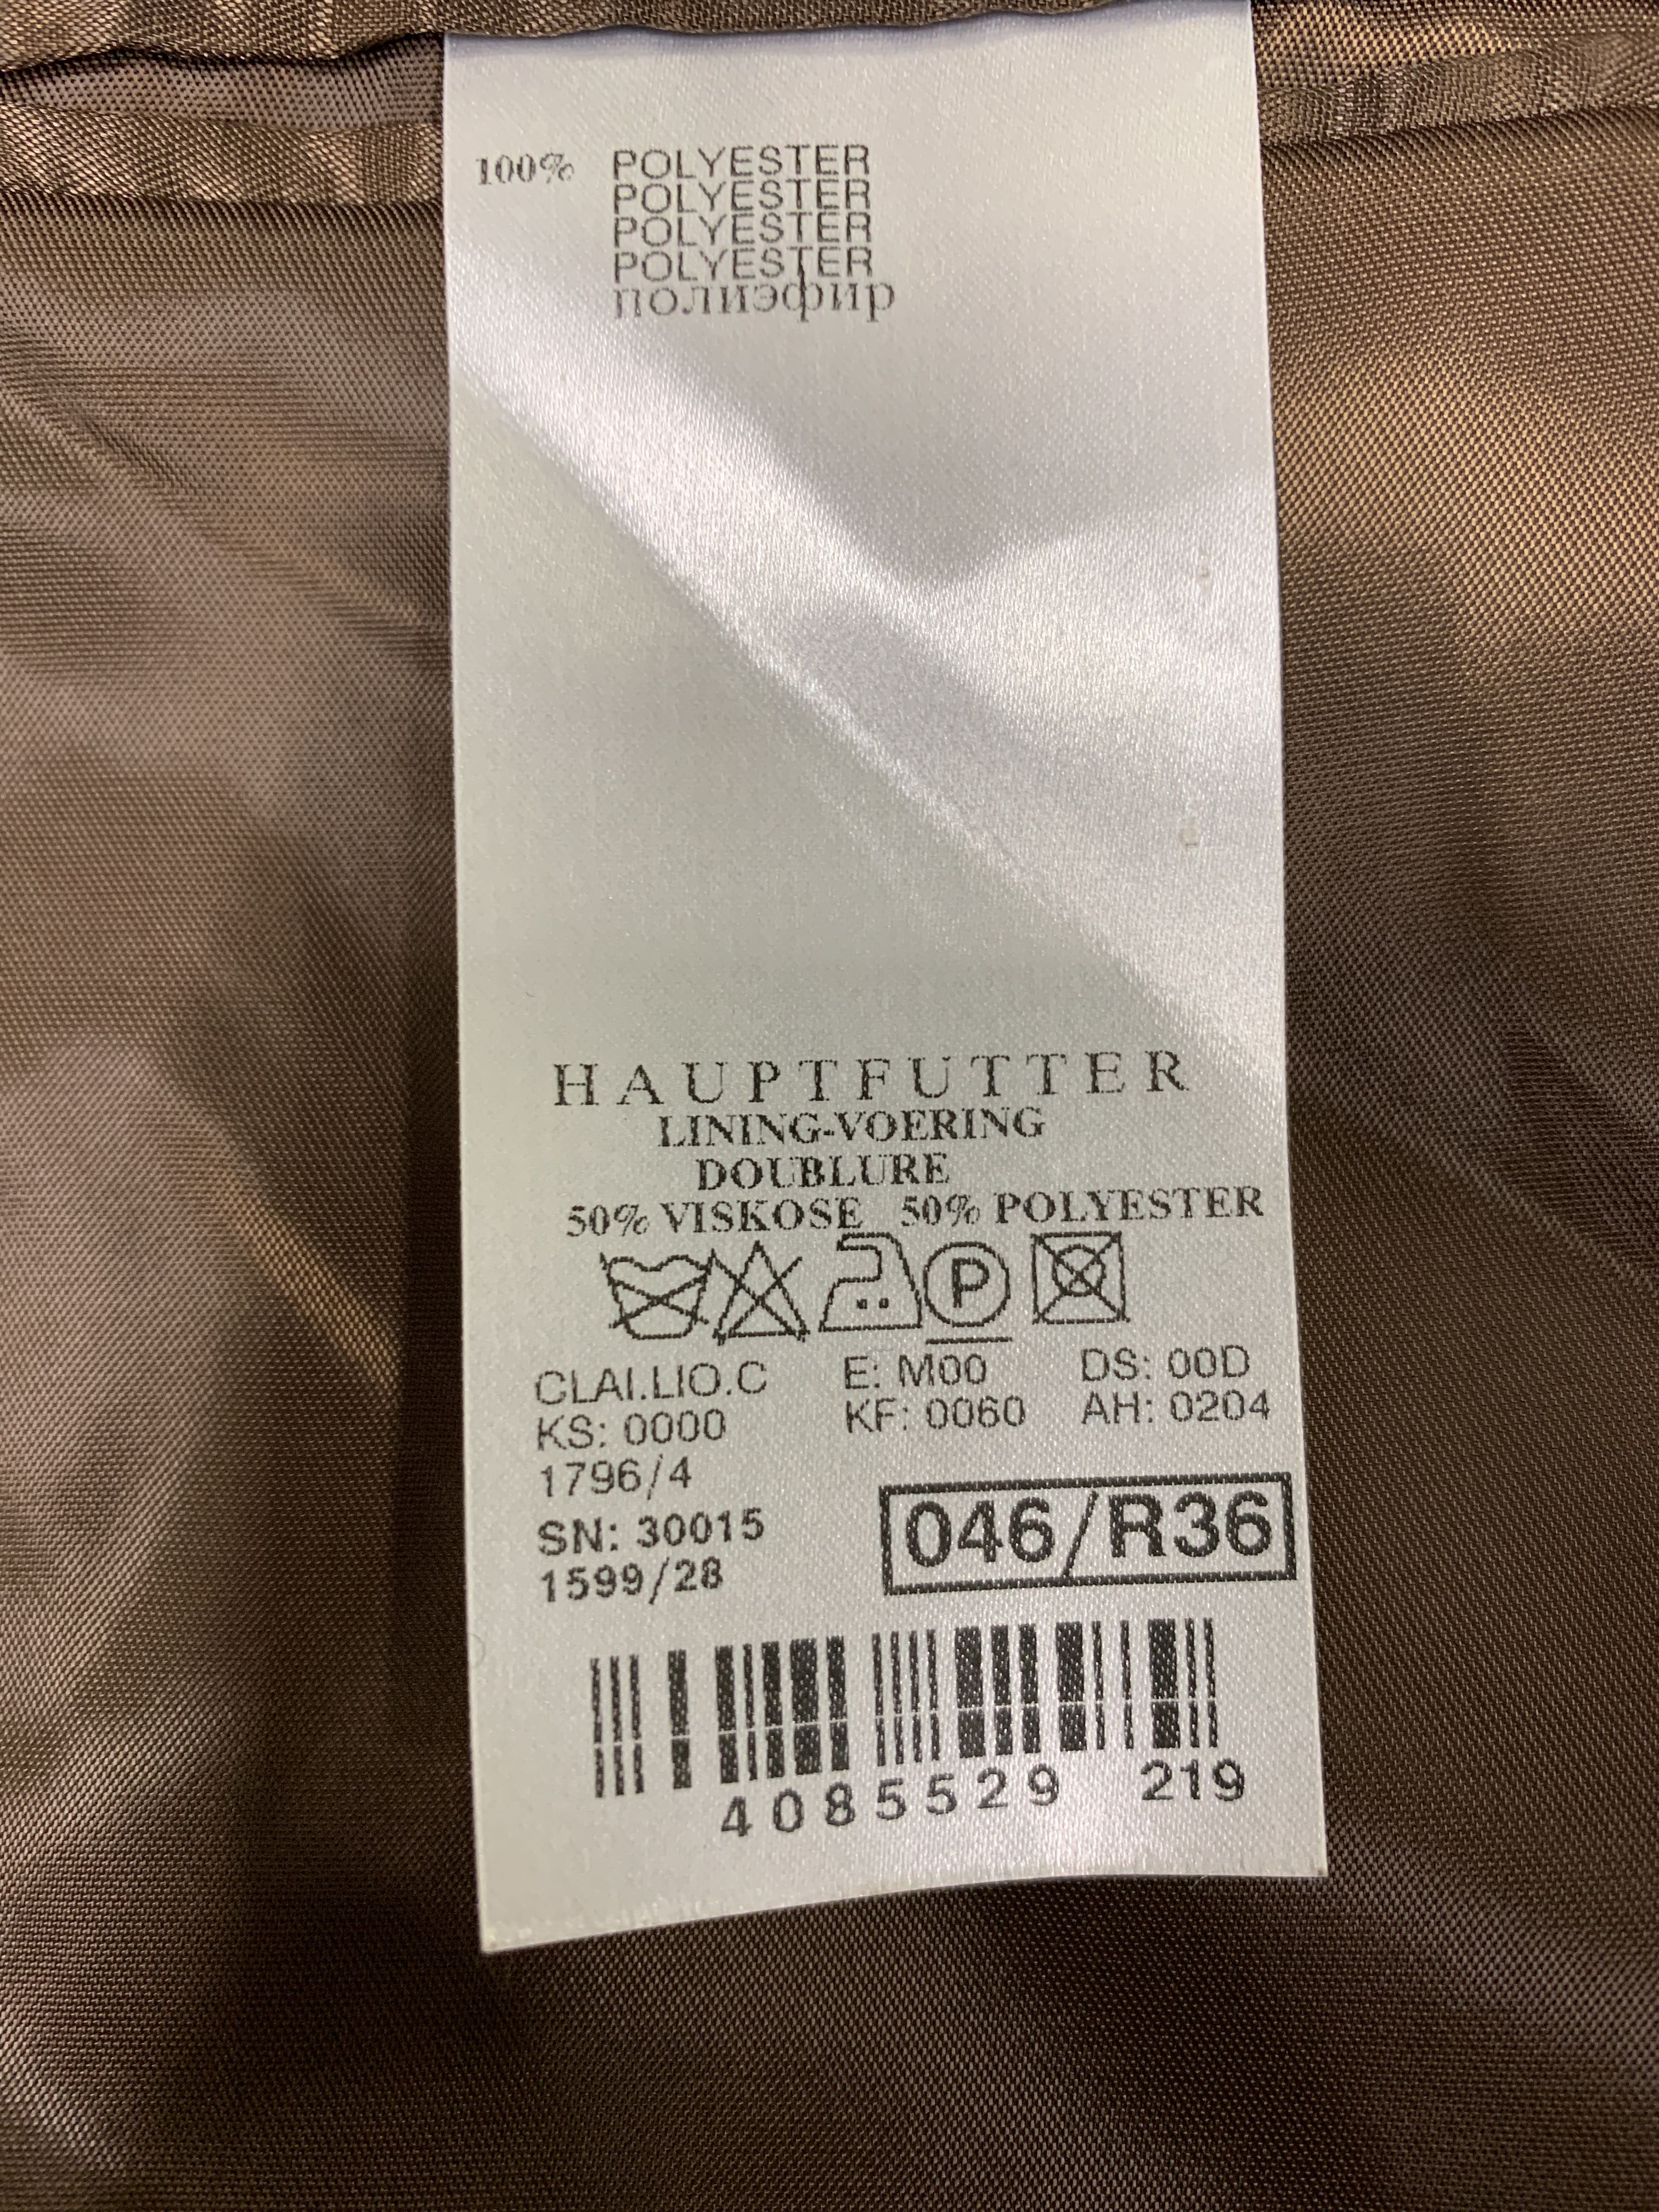 100% POLYESTER
POLYESTER
POLYESTER
POLYESTER
полиэфир
HAUPTFUTTER
LINING-VOERING
DOUBLURE
50% VISKOSE 50% POLYESTER
P
CLAI.LIO.C E: M00 DS: 00D
KS: 0000 KF: 0060 AH: 0204
1796/4
SN: 30015
1599/28
046/R36
4085529 219